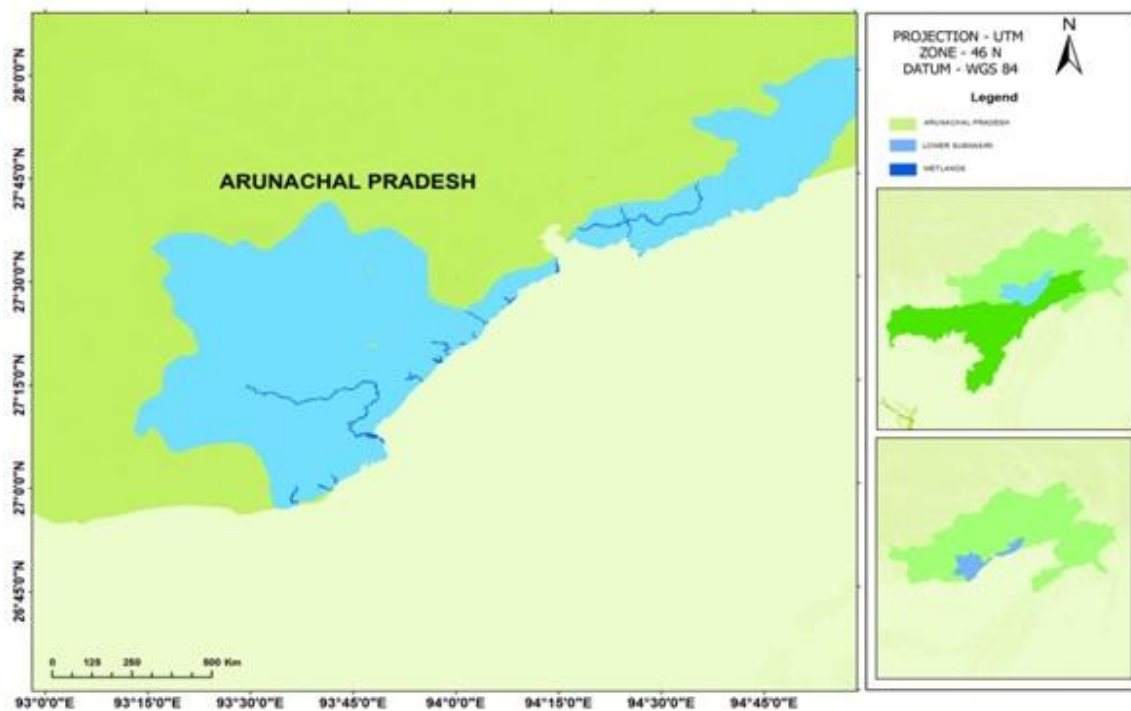 ARUNACHAL PRADESH
28°0'0"N
27°45'0"N
27°30'0"N
27°15'0"N
27°0'0"N
26°45'0"N
0 125 250 500 Km
93°0'0"E 93°15'0"E 93°30'0"E 93°45'0"E 94°0'0"E 94°15'0"E 94°30'0"E 94°45'0"E
PROJECTION - UTM
ZONE - 46 N
DATUM - WGS 84
N
Legend
ARUNACHAL PRADESH
LOWER SUBANSIRI
WETLANDS